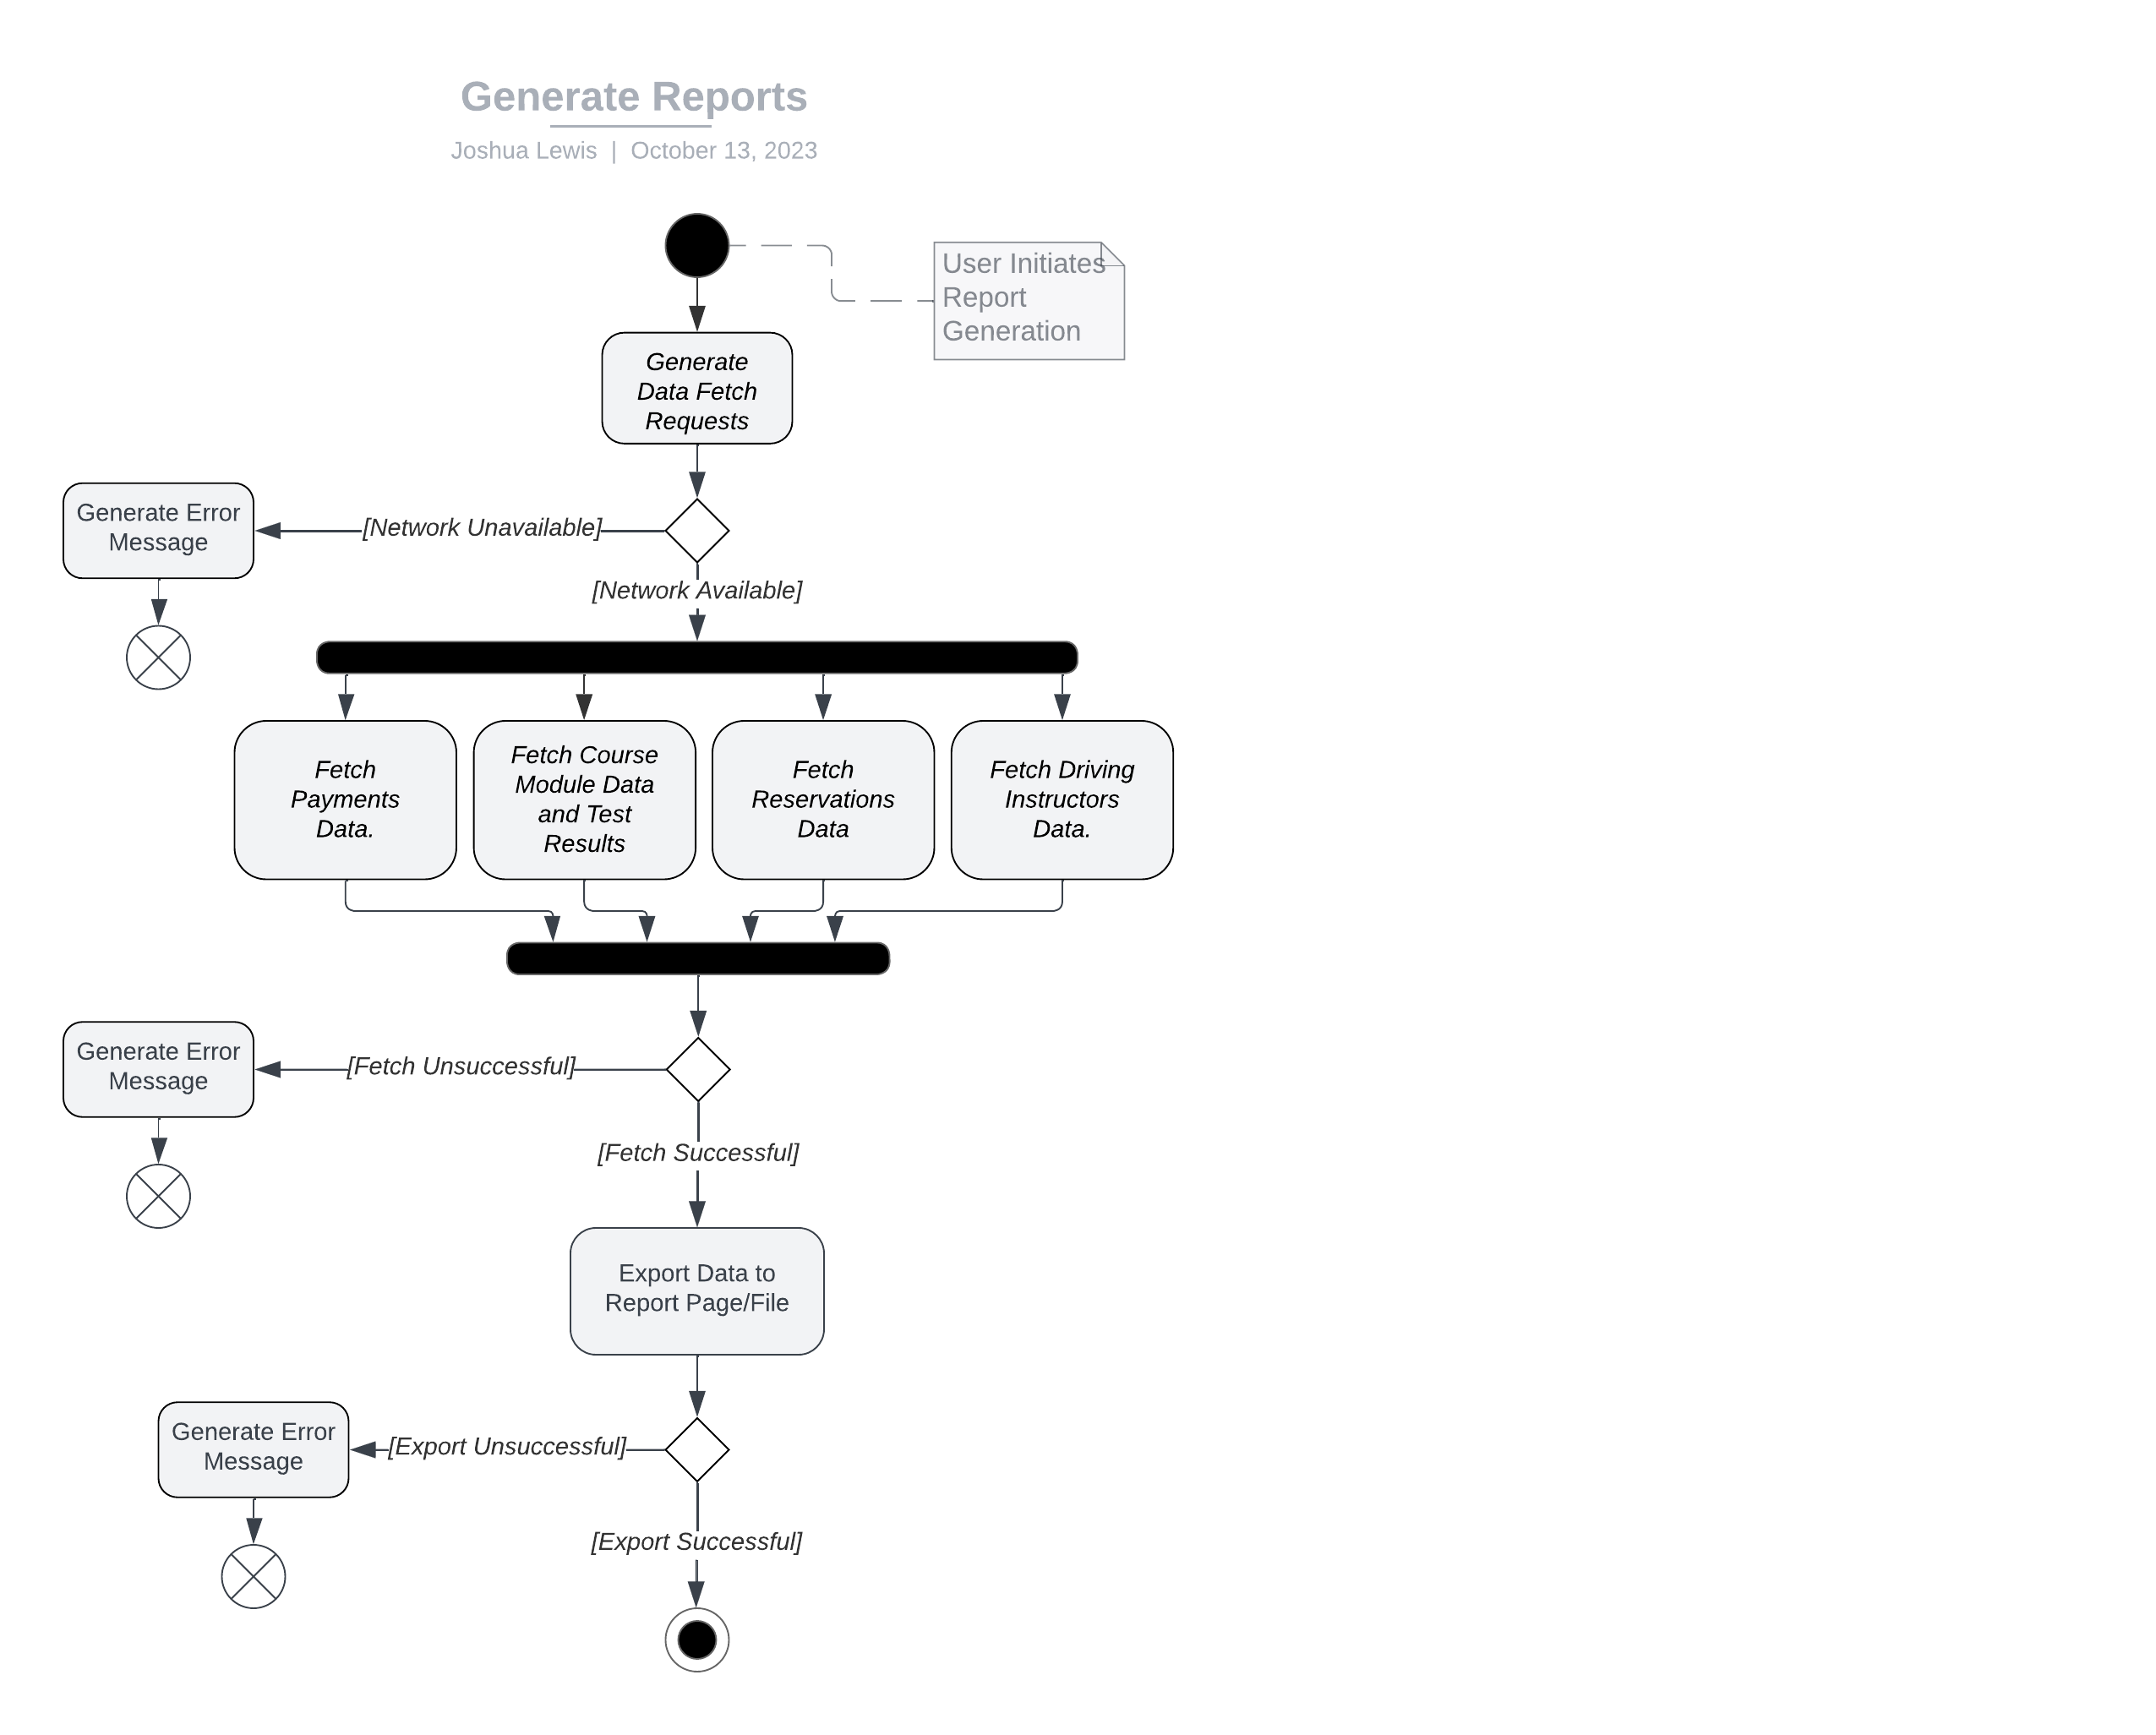 Generate Reports
Joshua Lewis | October 13, 2023
User Initiates
Report
Generation
Generate
Data Fetch
Requests
Generate Error
Message
[Network Unavailable]
[Network Available]
Fetch
Payments
Data.
Fetch Course
Module Data
and Test
Results
Fetch
Reservations
Data
Fetch Driving
Instructors
Data.
Generate Error
Message
[Fetch Unsuccessful]
[Fetch Successful]
Export Data to
Report Page/File
Generate Error
Message
[Export Unsuccessful]
[Export Successful]